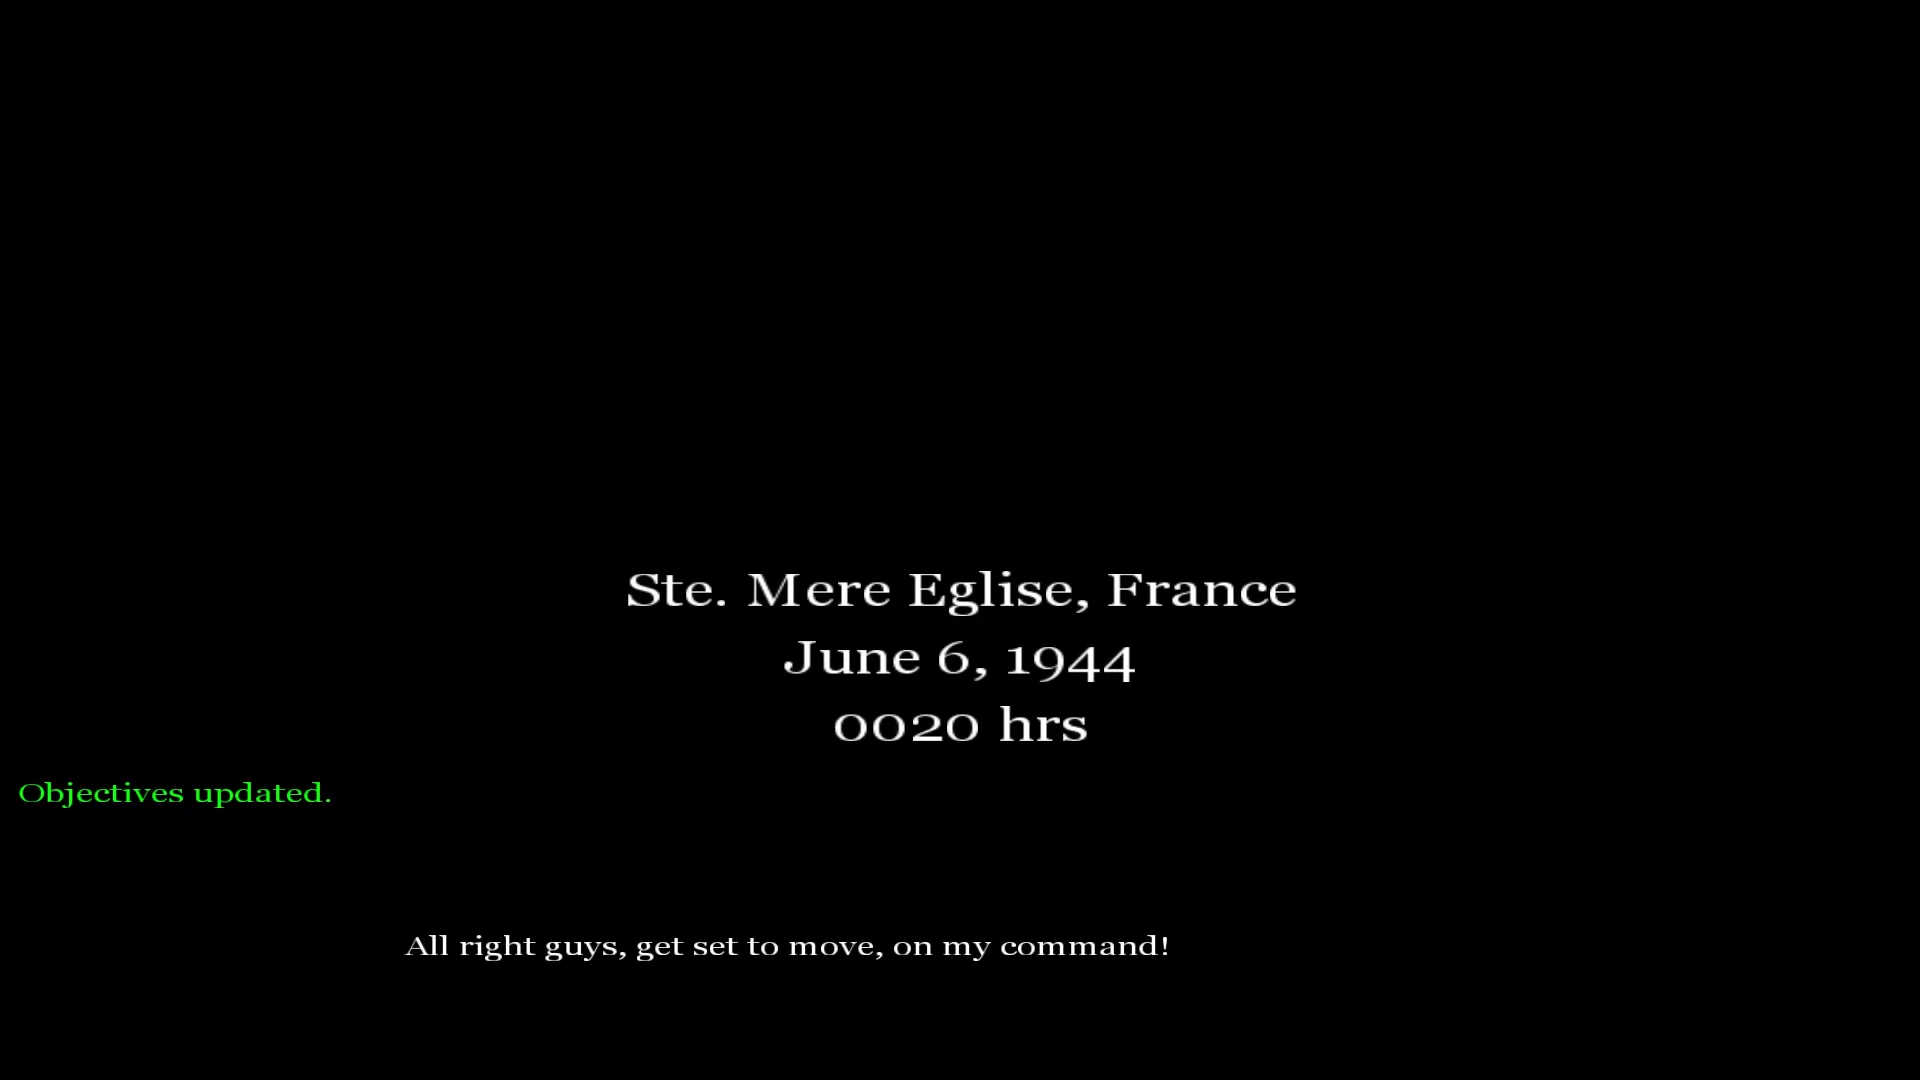 Ste. Mere Eglise, France
June 6, 1944
0020 hrs
Objectives updated.
All right guys, get set to move, on my command!